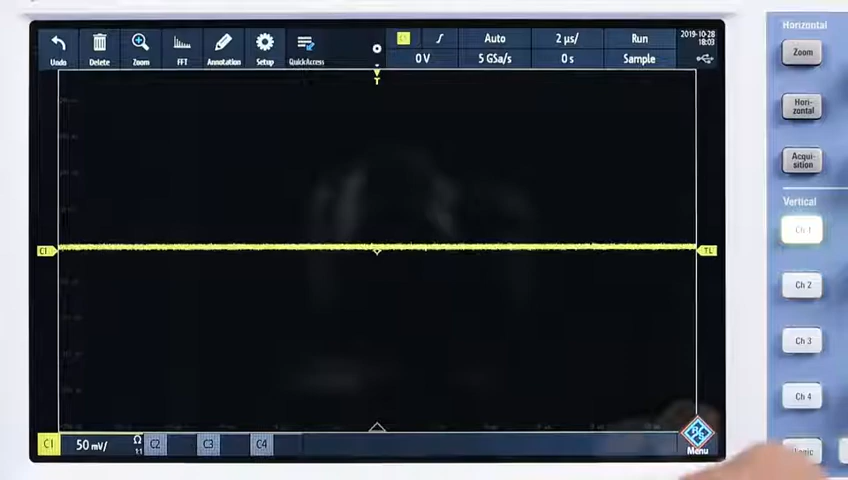 Undo
Delete
Zoom
FFT
Annotation
Setup
QuickAccess
Auto
2 µs/
Run
2019-10-28
18:03
0 V
5 GSa/s
0 s
Sample
T
C1
TL
C1
50 mV/
Ω
1:1
C2
C3
C4
R/S
Menu
Horizontal
Zoom
Hori-
zontal
Acqui-
sition
Vertical
Ch 1
Ch 2
Ch 3
Ch 4